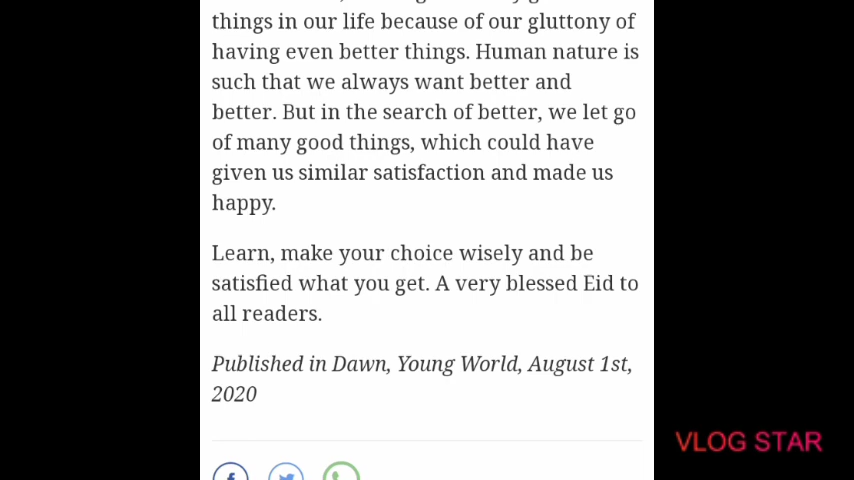 things in our life because of our gluttony of
having even better things. Human nature is
such that we always want better and
better. But in the search of better, we let go
of many good things, which could have
given us similar satisfaction and made us
happy.
Learn, make your choice wisely and be
satisfied what you get. A very blessed Eid to
all readers.
Published in Dawn, Young World, August 1st,
2020
VLOG STAR